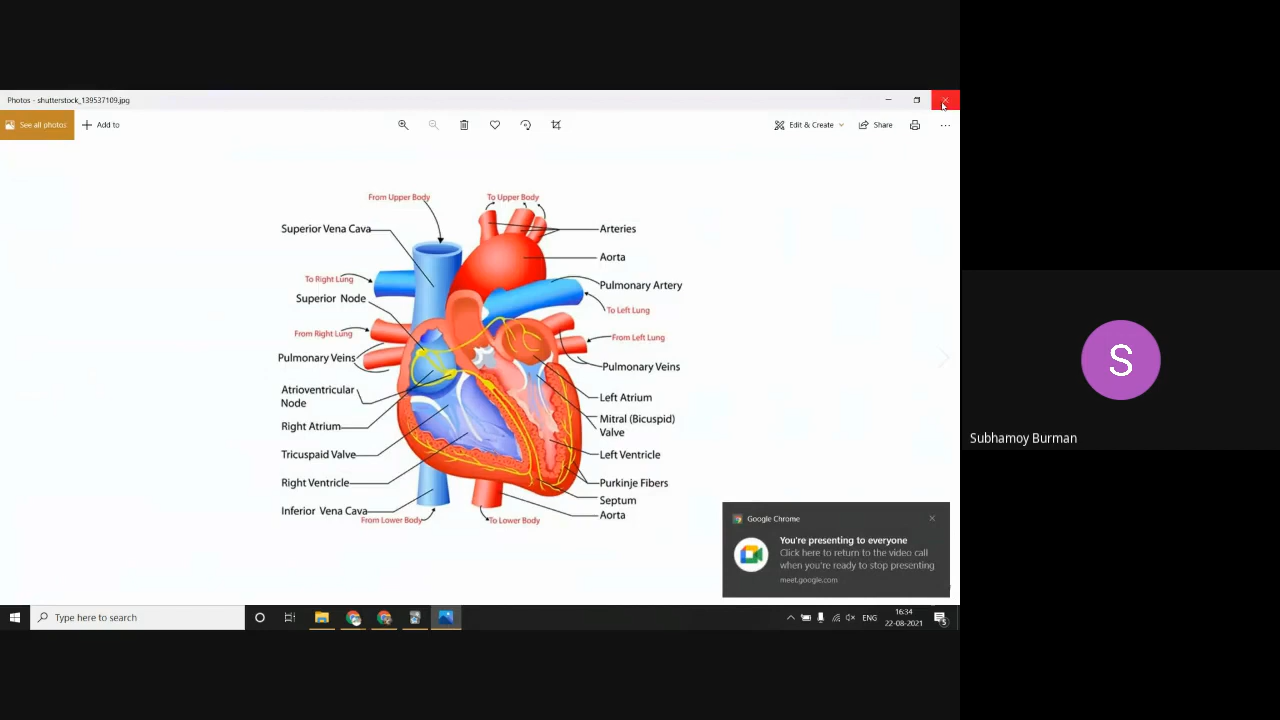 Photos - shutterstock_139537109.jpg
See all photos
Add to
Edit & Create
Share
From Upper Body
To Upper Body
Superior Vena Cava
Arteries
Aorta
To Right Lung
Pulmonary Artery
Superior Node
To Left Lung
From Right Lung
From Left Lung
Pulmonary Veins
Pulmonary Veins
Atrioventricular
Node
Left Atrium
Right Atrium
Mitral (Bicuspid)
Valve
Tricuspaid Valve
Left Ventricle
Right Ventricle
Purkinje Fibers
Septum
Inferior Vena Cava
Aorta
From Lower Body
To Lower Body
Google Chrome
You're presenting to everyone
Click here to return to the video call
when you're ready to stop presenting
meet.google.com
Type here to search
ENG
16:34
22-08-2021
5
S
Subhamoy Burman